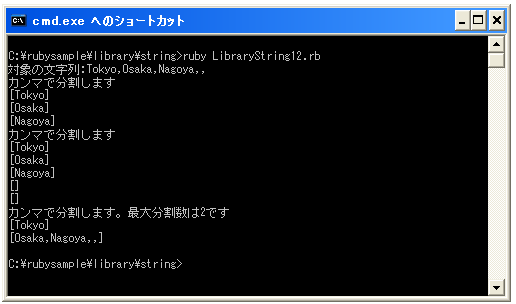 cmd.exe へのショートカット
C:¥rubysample¥library¥string>ruby LibraryString12.rb
対象の文字列:Tokyo,Osaka,Nagoya,,
カンマで分割します
[Tokyo]
[Osaka]
[Nagoya]
カンマで分割します
[Tokyo]
[Osaka]
[Nagoya]
[]
[]
カンマで分割します。最大分割数は2です
[Tokyo]
[Osaka,Nagoya,,]
C:¥rubysample¥library¥string>